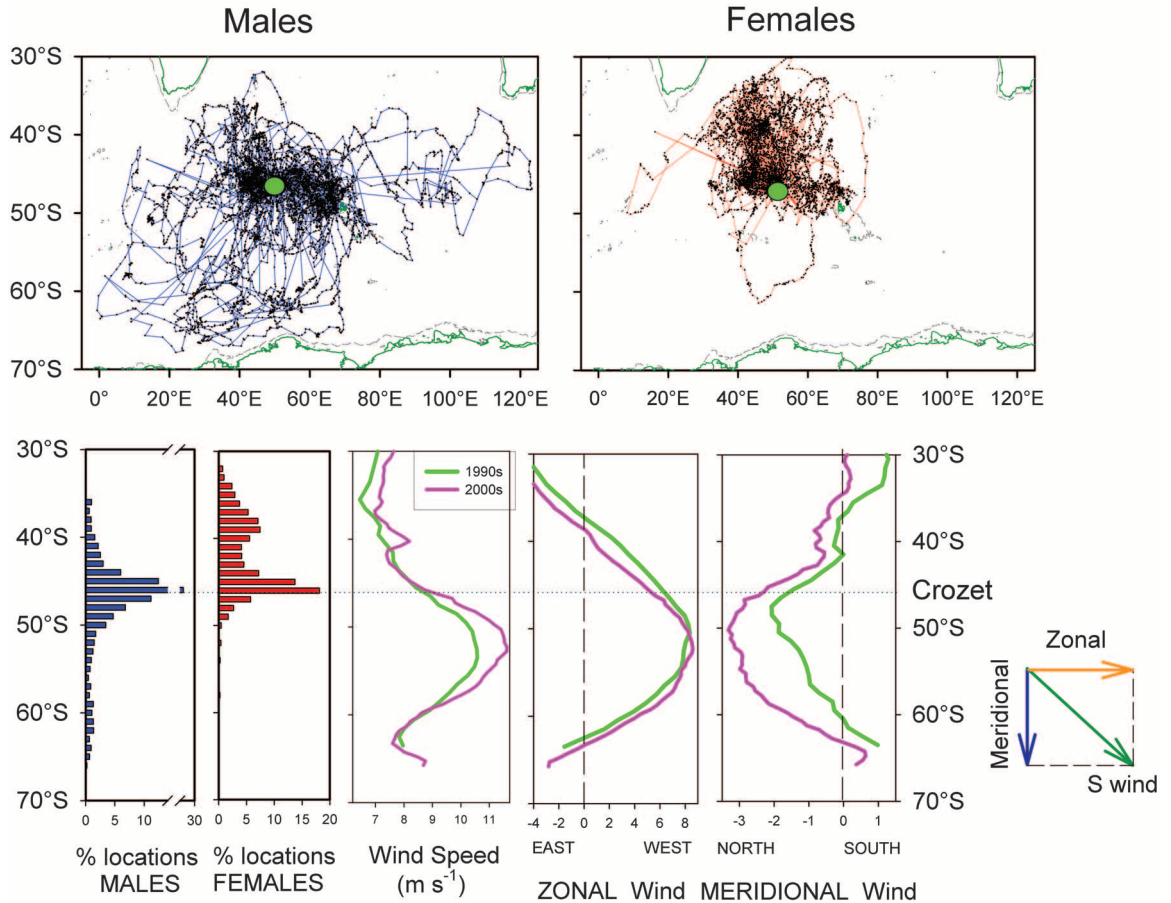 Males Females
30°S
40°S
50°S
60°S
70°S
0° 20°E 40°E 60°E 80°E 100°E 120°E 0° 20°E 40°E 60°E 80°E 100°E 120°E
30°S 30°S
1990s
2000s
40°S 40°S
Crozet
50°S 50°S
Zonal
Meridional
60°S 60°S
S wind
70°S 70°S
0 5 10 30 0 5 10 15 20 7 8 9 10 11 -4 0 4 8 -3 -2 -1 0 1
EAST WEST NORTH SOUTH
% locations % locations Wind Speed
MALES FEMALES (m s⁻¹) ZONAL Wind MERIDIONAL Wind